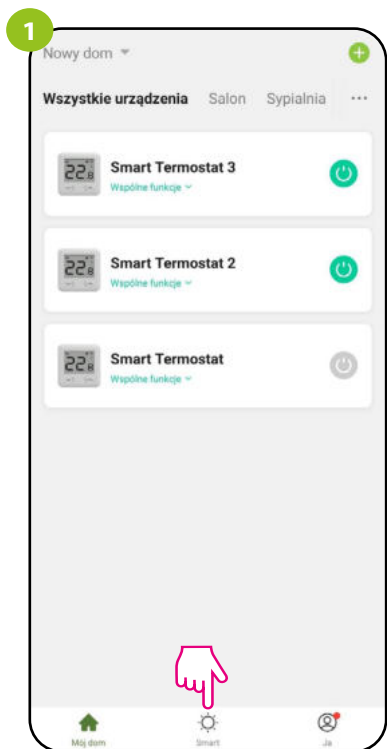 1
Nowy dom
Wszystkie urządzenia Salon Sypialnia ...
Smart Termostat 3
Wspólne funkcje
Smart Termostat 2
Wspólne funkcje
Smart Termostat
Wspólne funkcje
Mój dom Smart Ja